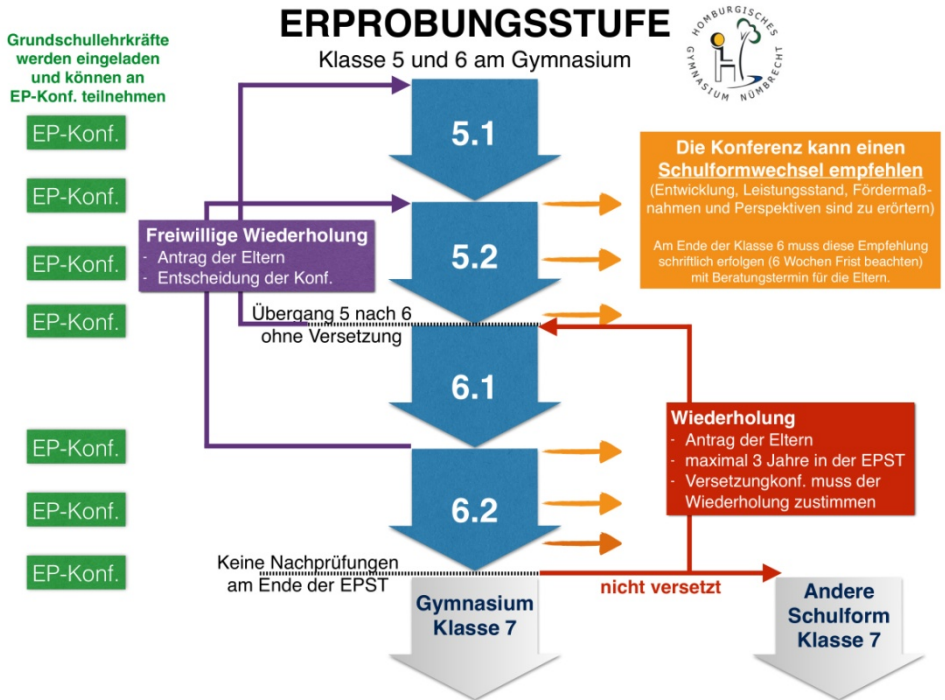 ERPROBUNGSSTUFE
Klasse 5 und 6 am Gymnasium
HOMBURGISCHES
GYMNASIUM NÜMBRECHT
Grundschullehrkräfte
werden eingeladen
und können an
EP-Konf. teilnehmen
EP-Konf.
EP-Konf.
EP-Konf.
EP-Konf.
EP-Konf.
EP-Konf.
EP-Konf.
5.1
Die Konferenz kann einen
Schulformwechsel empfehlen
(Entwicklung, Leistungsstand, Fördermaß-
nahmen und Perspektiven sind zu erörtern)
Am Ende der Klasse 6 muss diese Empfehlung
schriftlich erfolgen (6 Wochen Frist beachten)
mit Beratungstermin für die Eltern.
Freiwillige Wiederholung
- Antrag der Eltern
- Entscheidung der Konf.
5.2
Übergang 5 nach 6
ohne Versetzung
6.1
Wiederholung
- Antrag der Eltern
- maximal 3 Jahre in der EPST
- Versetzungkonf. muss der
Wiederholung zustimmen
6.2
Keine Nachprüfungen
am Ende der EPST
nicht versetzt
Gymnasium
Klasse 7
Andere
Schulform
Klasse 7